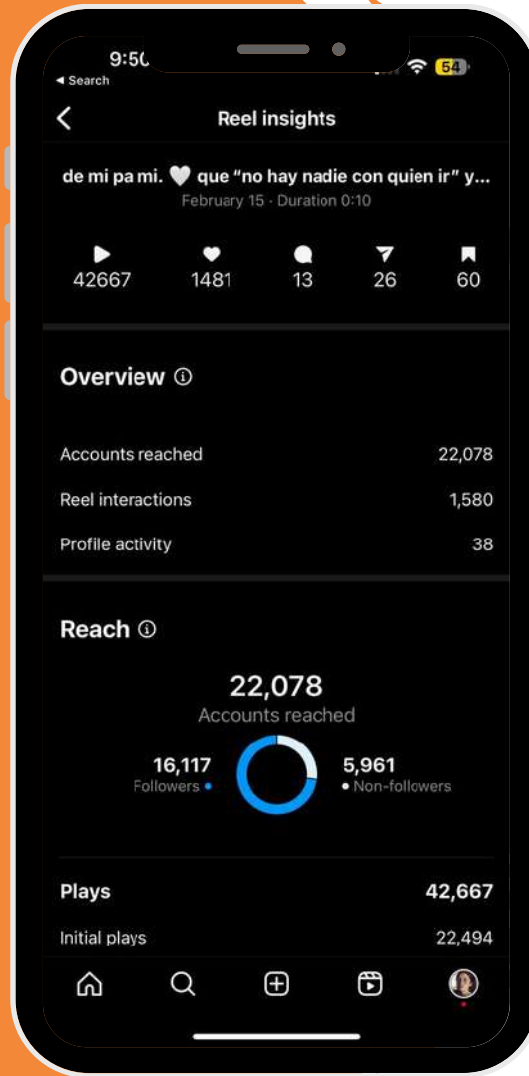 9:50
54
◂ Search
Reel insights
de mi pa mi. 🤍 que “no hay nadie con quien ir” y...
February 15 · Duration 0:10
42667 1481 13 26 60
Overview
Accounts reached 22,078
Reel interactions 1,580
Profile activity 38
Reach
22,078
Accounts reached
16,117 5,961
Followers • • Non-followers
Plays 42,667
Initial plays 22,494